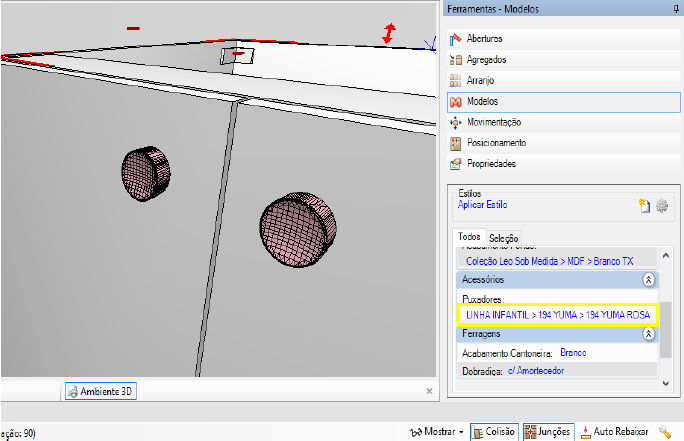 Ferramentas - Modelos
Aberturas
Agregados
Arranjo
Modelos
Movimentação
Posicionamento
Propriedades
Estilos
Aplicar Estilo
Todos
Seleção
Coleção Leo Sob Medida > MDF > Branco TX
Acessórios
Puxadores:
LINHA INFANTIL > 194 YUMA > 194 YUMA ROSA
Ferragens
Acabamento Cantoneira: Branco
Dobradiça: c/ Amortecedor
Ambiente 3D
ação: 90)
Mostrar
Colisão
Junções
Auto Rebaixar